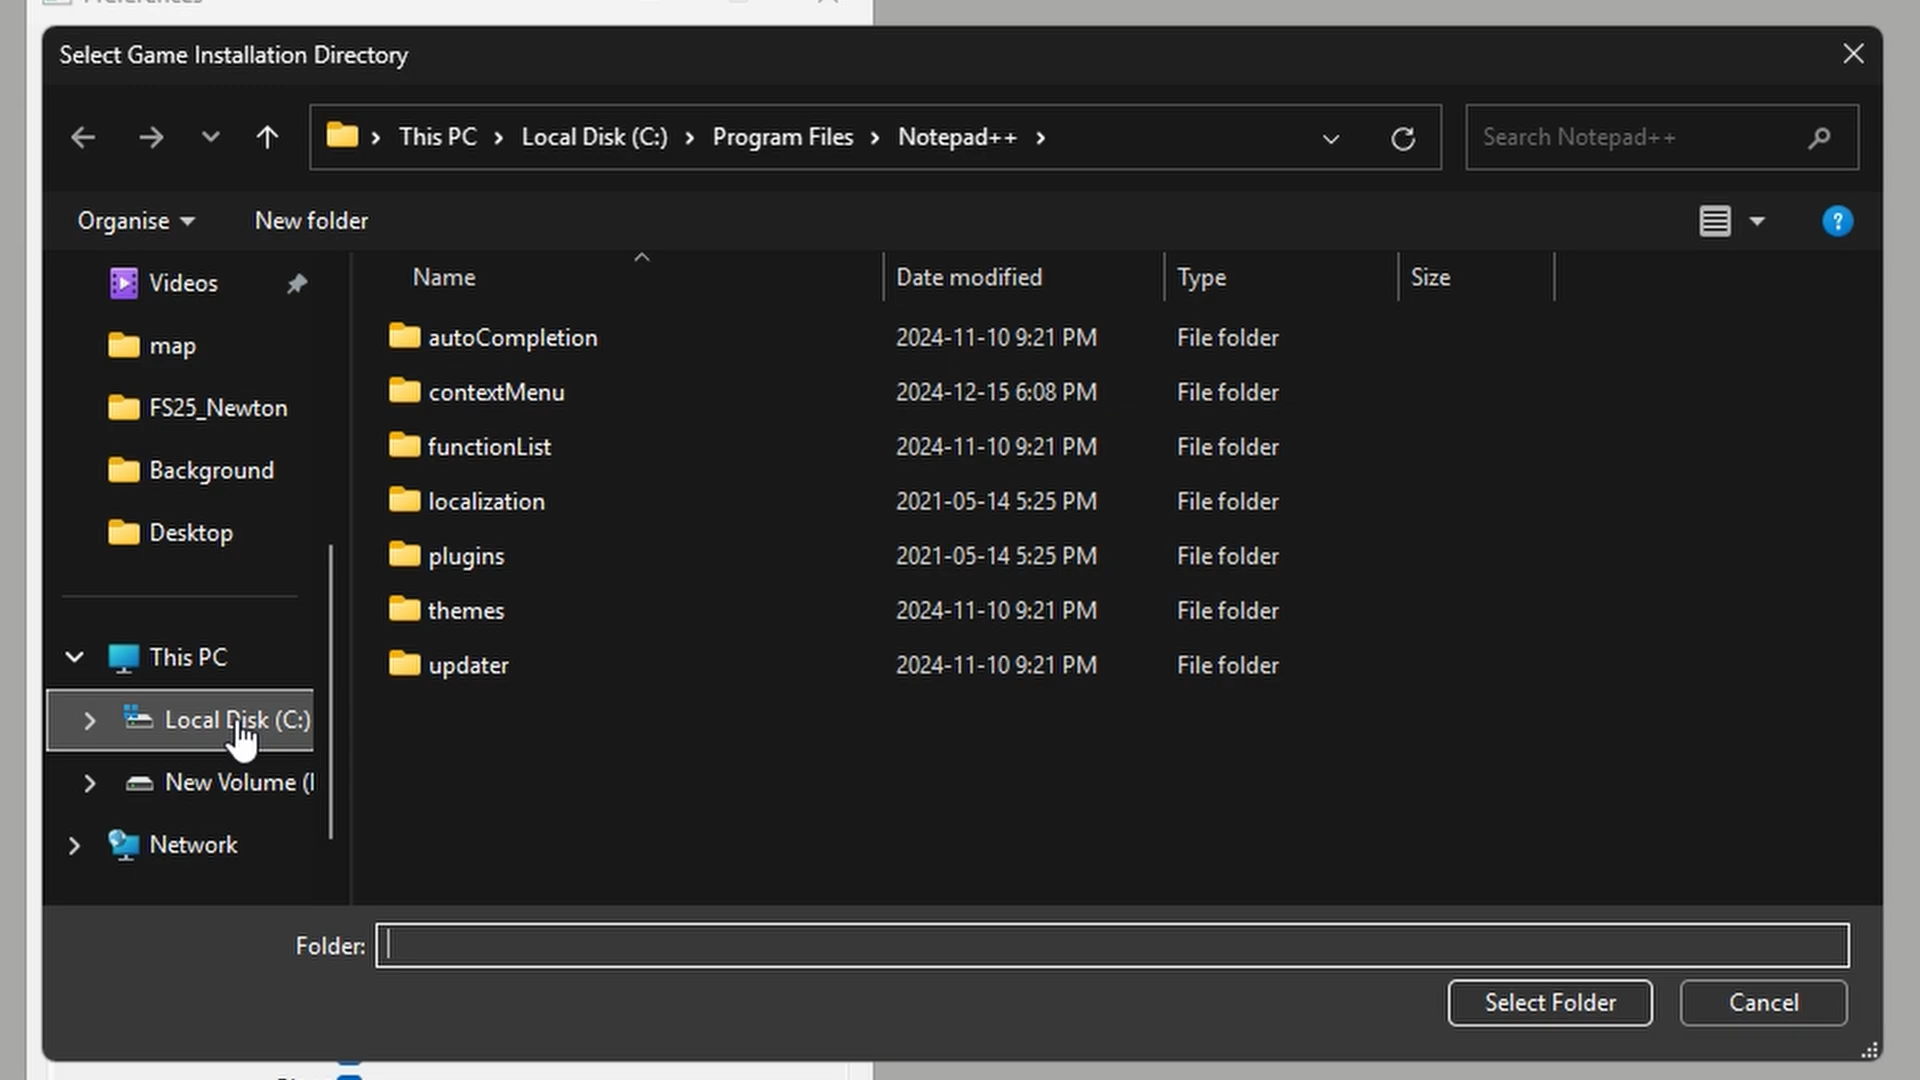 Preferences
Select Game Installation Directory
This PC > Local Disk (C:) > Program Files > Notepad++ >
Search Notepad++
Organise
New folder
Name
Date modified
Type
Size
Videos
map
FS25_Newton
Background
Desktop
This PC
Local Disk (C:)
New Volume (
Network
autoCompletion 2024-11-10 9:21 PM File folder
contextMenu 2024-12-15 6:08 PM File folder
functionList 2024-11-10 9:21 PM File folder
localization 2021-05-14 5:25 PM File folder
plugins 2021-05-14 5:25 PM File folder
themes 2024-11-10 9:21 PM File folder
updater 2024-11-10 9:21 PM File folder
Folder:
Select Folder
Cancel